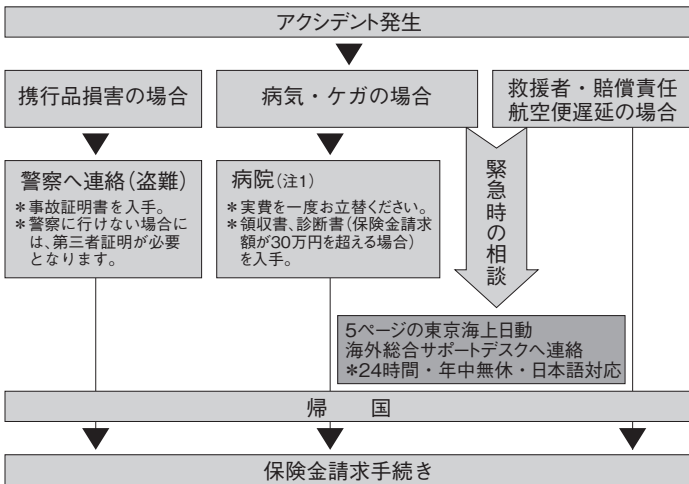 アクシデント発生
携行品損害の場合
病気・ケガの場合
救援者・賠償責任
航空便遅延の場合
警察へ連絡(盗難)
＊事故証明書を入手。
＊警察に行けない場合に
は、第三者証明が必要
となります。
病院(注1)
＊実費を一度お立替ください。
＊領収書、診断書(保険金請求
額が30万円を超える場合)
を入手。
緊急時の相談
5ページの東京海上日動
海外総合サポートデスクへ連絡
＊24時間・年中無休・日本語対応
帰　国
保険金請求手続き